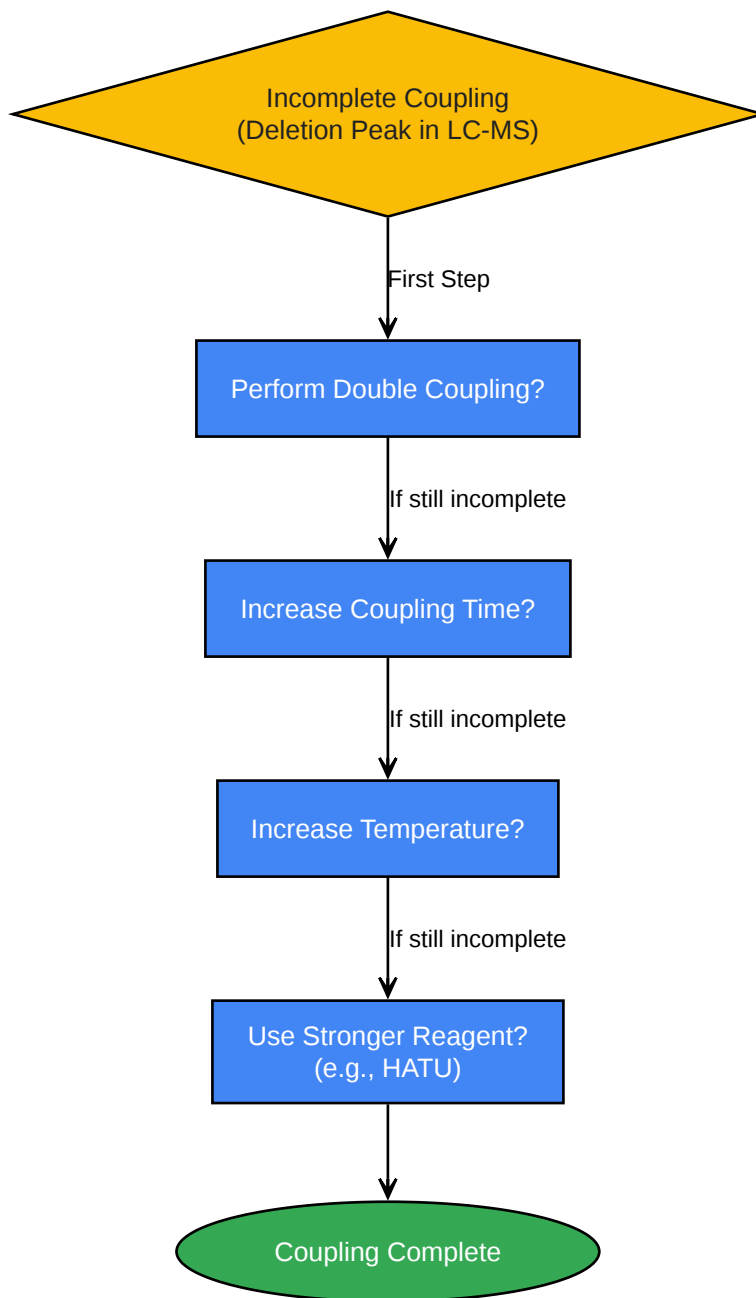 Incomplete Coupling
(Deletion Peak in LC-MS)
First Step
Perform Double Coupling?
If still incomplete
Increase Coupling Time?
If still incomplete
Increase Temperature?
If still incomplete
Use Stronger Reagent?
(e.g., HATU)
Coupling Complete